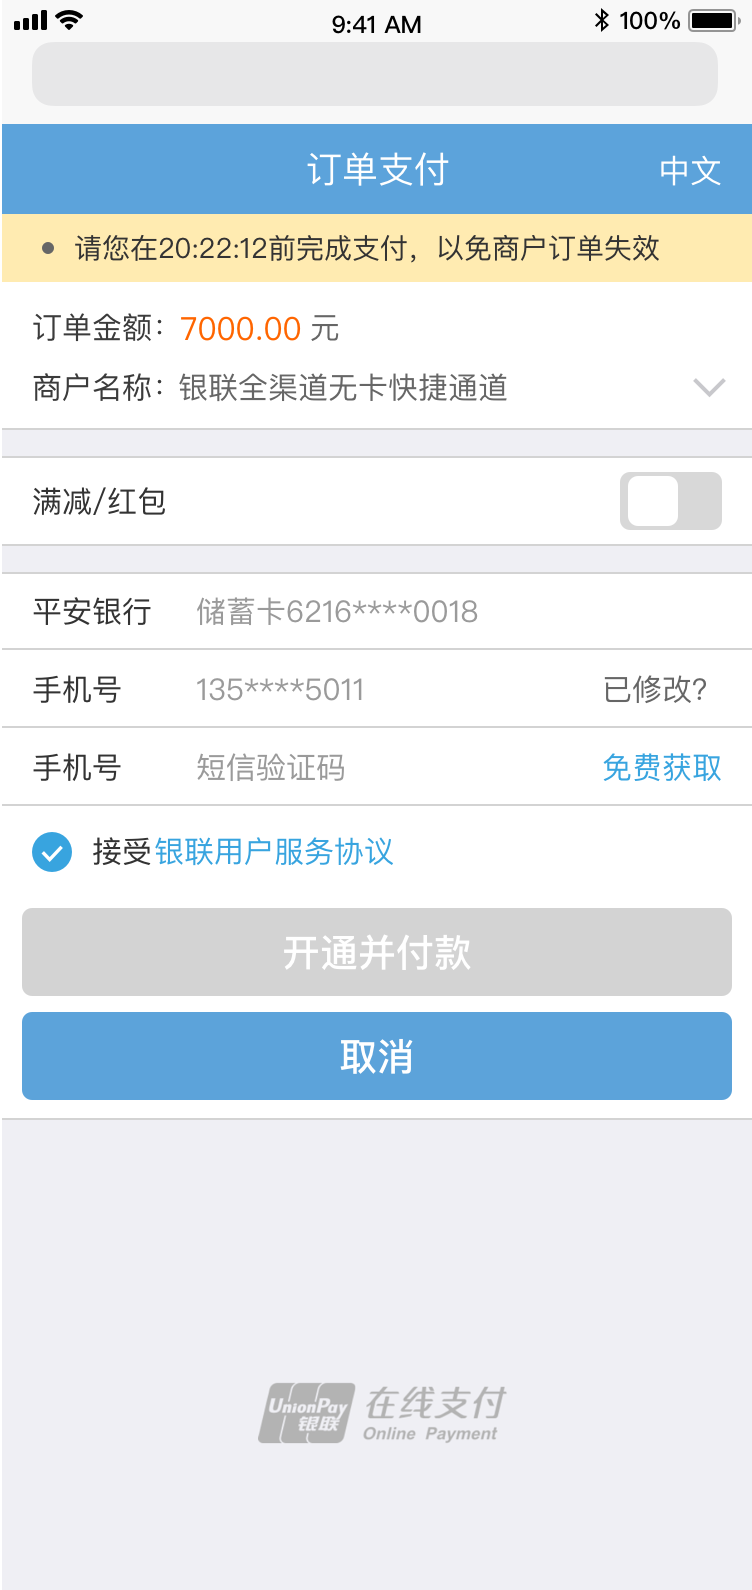 9:41 AM 100%
订单支付 中文
请您在20:22:12前完成支付，以免商户订单失效
订单金额：7000.00 元
商户名称：银联全渠道无卡快捷通道
满减/红包
平安银行 储蓄卡6216****0018
手机号 135****5011 已修改?
手机号 短信验证码 免费获取
接受银联用户服务协议
开通并付款
取消
UnionPay 在线支付
银联 Online Payment